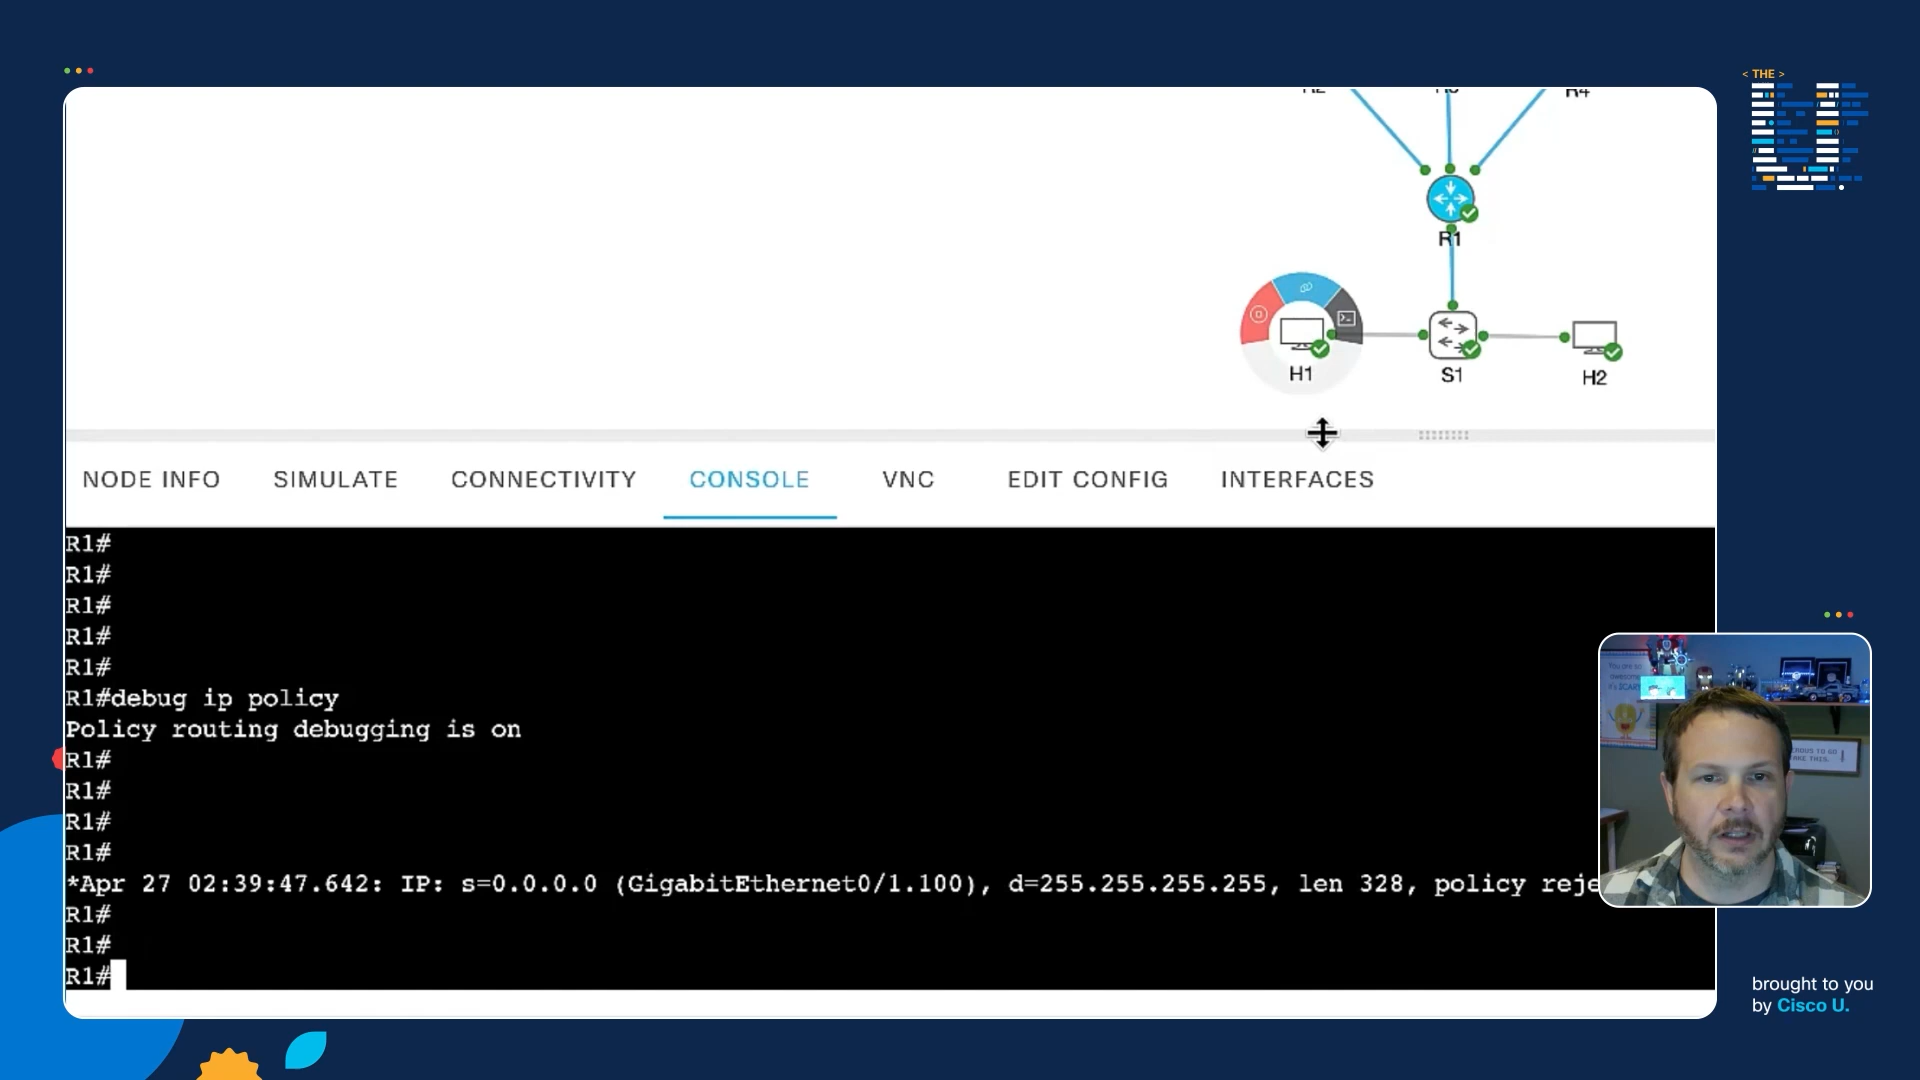 < THE >
R4
R1
H1
S1
H2
NODE INFO
SIMULATE
CONNECTIVITY
CONSOLE
VNC
EDIT CONFIG
INTERFACES
R1#
R1#
R1#
R1#
R1#
R1#debug ip policy
Policy routing debugging is on
R1#
R1#
R1#
R1#
*Apr 27 02:39:47.642: IP: s=0.0.0.0 (GigabitEthernet0/1.100), d=255.255.255.255, len 328, policy reje
R1#
R1#
R1#
brought to you
by Cisco U.